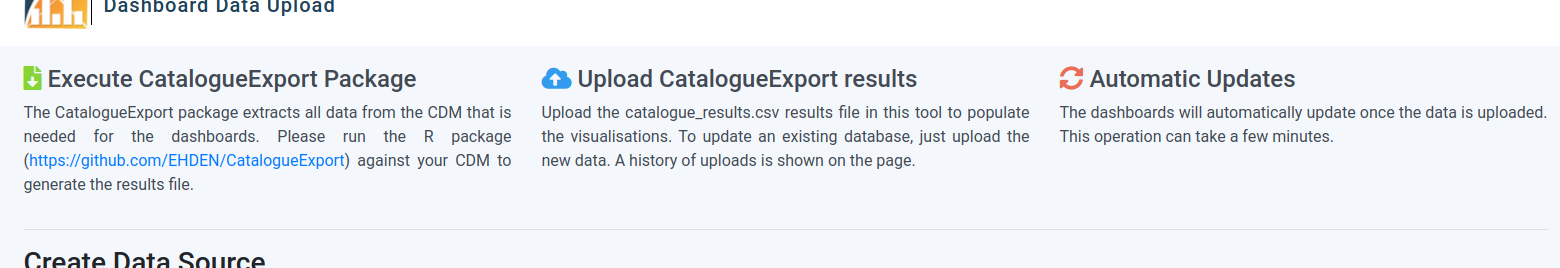 Dashboard Data Upload
Execute CatalogueExport Package
The CatalogueExport package extracts all data from the CDM that is
needed for the dashboards. Please run the R package
(https://github.com/EHDEN/CatalogueExport) against your CDM to
generate the results file.
Upload CatalogueExport results
Upload the catalogue_results.csv results file in this tool to populate
the visualisations. To update an existing database, just upload the
new data. A history of uploads is shown on the page.
Automatic Updates
The dashboards will automatically update once the data is uploaded.
This operation can take a few minutes.
Create Data Source